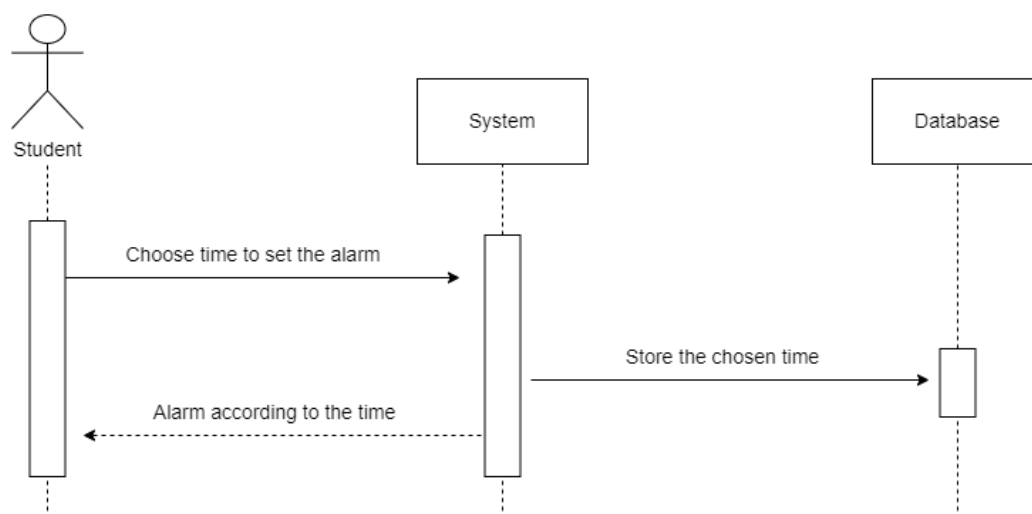 System
Database
Student
Choose time to set the alarm
Store the chosen time
Alarm according to the time